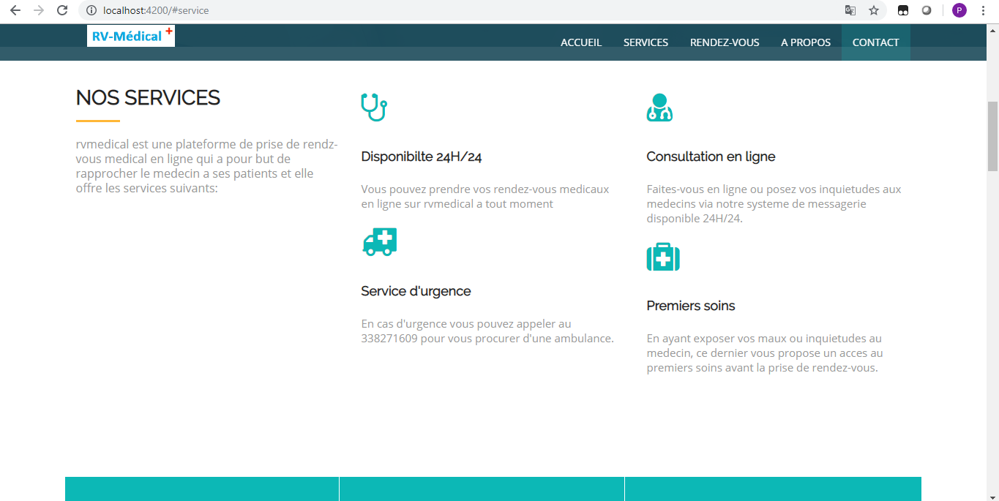 localhost:4200/#service
P
RV-Médical +
ACCUEIL SERVICES RENDEZ-VOUS A PROPOS CONTACT
NOS SERVICES
rvmedical est une plateforme de prise de rendz-
vous medical en ligne qui a pour but de
rapprocher le medecin a ses patients et elle
offre les services suivants:
Disponibilte 24H/24
Vous pouvez prendre vos rendez-vous medicaux
en ligne sur rvmedical a tout moment
Service d'urgence
En cas d'urgence vous pouvez appeler au
338271609 pour vous procurer d'une ambulance.
Consultation en ligne
Faites-vous en ligne ou posez vos inquietudes aux
medecins via notre systeme de messagerie
disponible 24H/24.
Premiers soins
En ayant exposer vos maux ou inquietudes au
medecin, ce dernier vous propose un acces au
premiers soins avant la prise de rendez-vous.